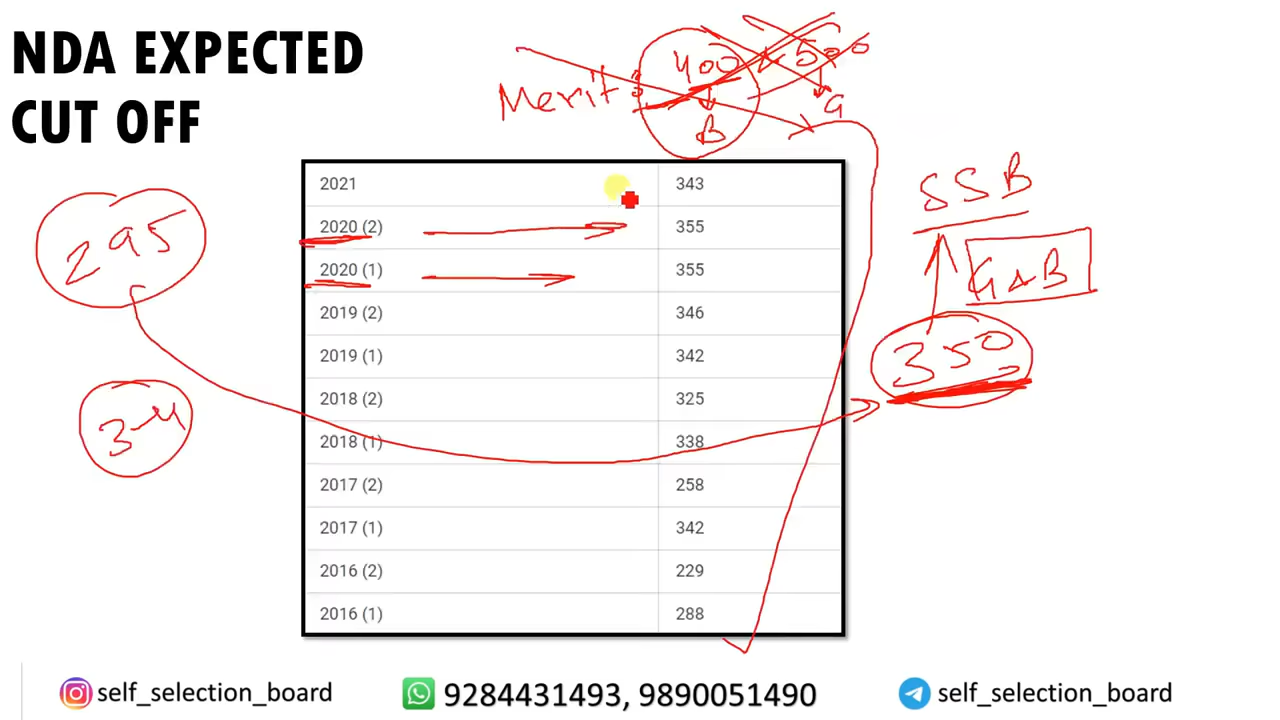 NDA EXPECTED
CUT OFF
Merit :
400 < 500
B
G
2021 343
2020 (2) 355
2020 (1) 355
2019 (2) 346
2019 (1) 342
2018 (2) 325
2018 (1) 338
2017 (2) 258
2017 (1) 342
2016 (2) 229
2016 (1) 288
295
3-4
SSB
350
self_selection_board
9284431493, 9890051490
self_selection_board